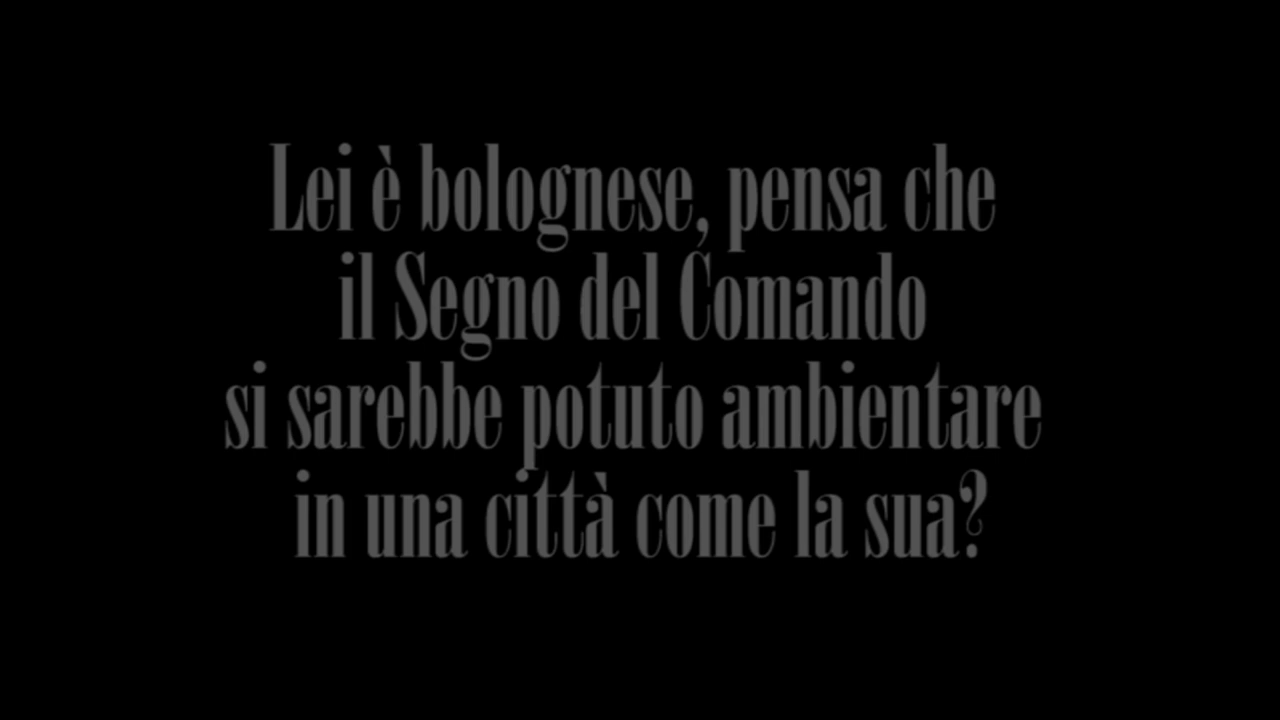 Lei è bolognese, pensa che
il Segno del Comando
si sarebbe potuto ambientare
in una città come la sua?